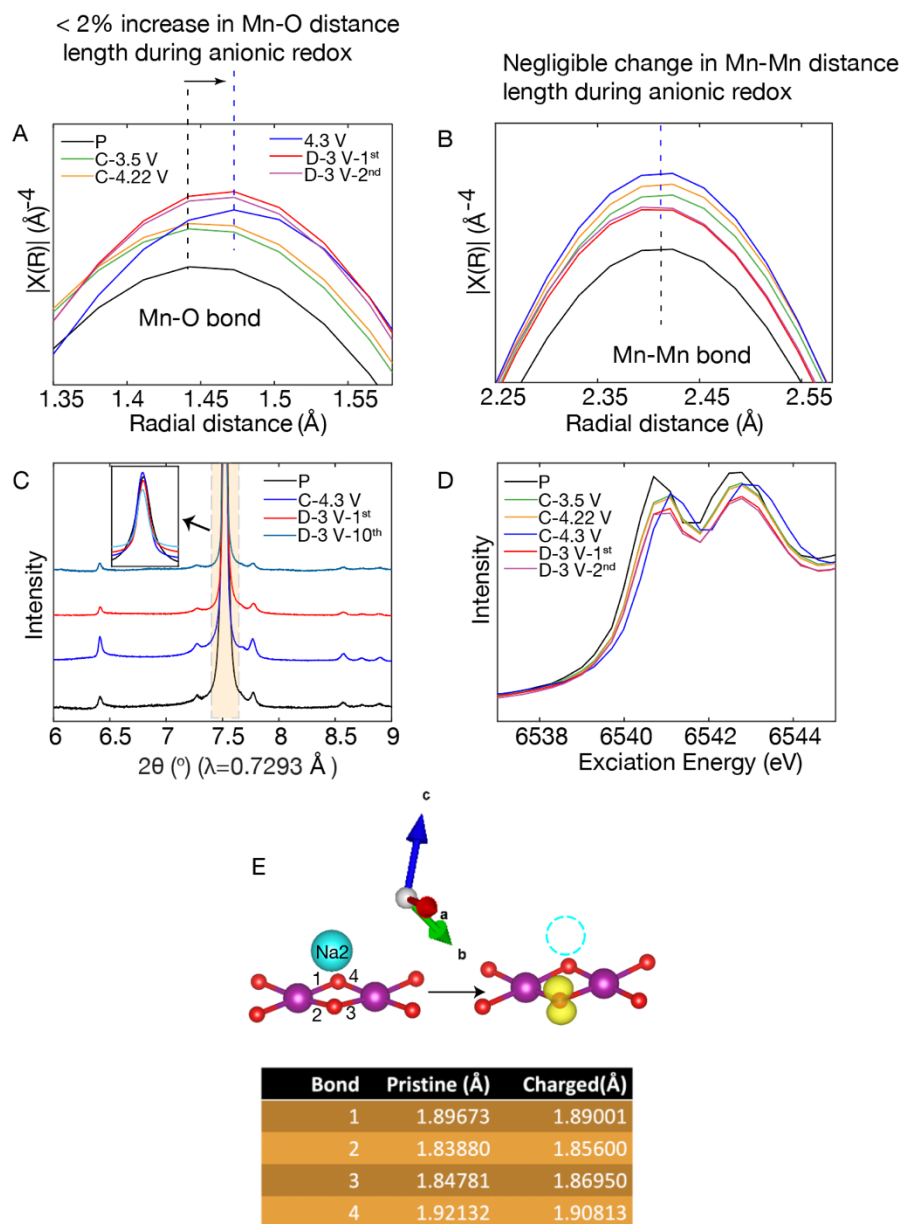 < 2% increase in Mn-O distance
length during anionic redox
Negligible change in Mn-Mn distance
length during anionic redox
A
P
C-3.5 V
C-4.22 V
4.3 V
D-3 V-1st
D-3 V-2nd
|X(R)| (Å)-4
Mn-O bond
1.35 1.4 1.45 1.5 1.55
Radial distance (Å)
B
|X(R)| (Å-4
Mn-Mn bond
2.25 2.35 2.45 2.55
Radial distance (Å)
C
P
C-4.3 V
D-3 V-1st
D-3 V-10th
Intensity
6 6.5 7 7.5 8 8.5 9
2θ (º) (λ=0.7293 Å)
D
P
C-3.5 V
C-4.22 V
C-4.3 V
D-3 V-1st
D-3 V-2nd
Intensity
6538 6540 6542 6544
Exciation Energy (eV)
E
c
a
b
Na2
1 4
2 3
Bond Pristine (Å) Charged(Å)
1 1.89673 1.89001
2 1.83880 1.85600
3 1.84781 1.86950
4 1.92132 1.90813